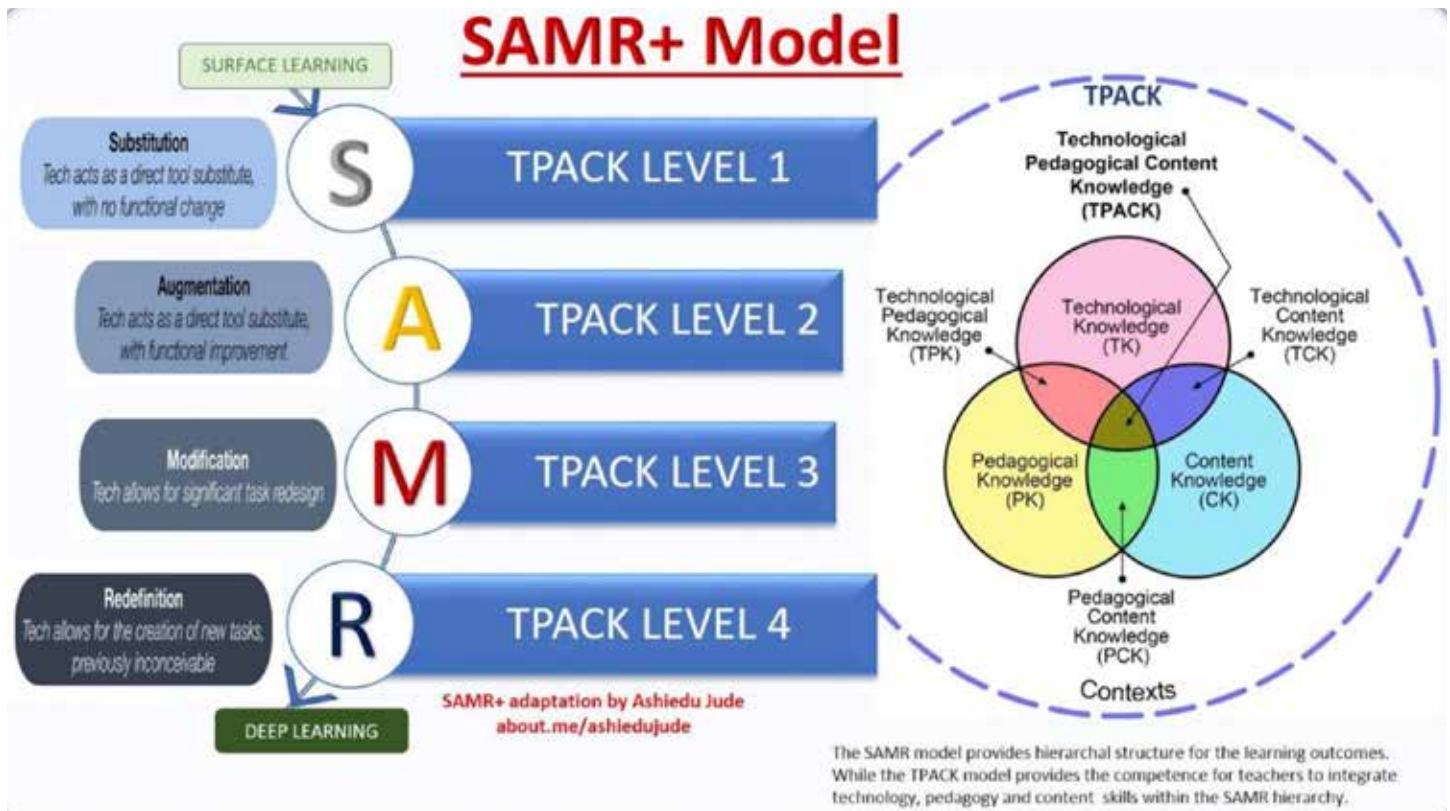 SAMR+ Model
SURFACE LEARNING
Substitution
Tech acts as a direct tool substitute,
with no functional change
S
TPACK LEVEL 1
Augmentation
Tech acts as a direct tool substitute,
with functional improvement
A
TPACK LEVEL 2
Modification
Tech allows for significant task redesign
M
TPACK LEVEL 3
Redefinition
Tech allows for the creation of new tasks,
previously inconceivable
R
TPACK LEVEL 4
DEEP LEARNING
SAMR+ adaptation by Ashiedu Jude
about.me/ashiedujude
TPACK
Technological
Pedagogical Content
Knowledge
(TPACK)
Technological
Pedagogical
Knowledge
(TPK)
Technological
Knowledge
(TK)
Technological
Content
Knowledge
(TCK)
Pedagogical
Knowledge
(PK)
Content
Knowledge
(CK)
Pedagogical
Content
Knowledge
(PCK)
Contexts
The SAMR model provides hierarchal structure for the learning outcomes.
While the TPACK model provides the competence for teachers to integrate
technology, pedagogy and content skills within the SAMR hierarchy.